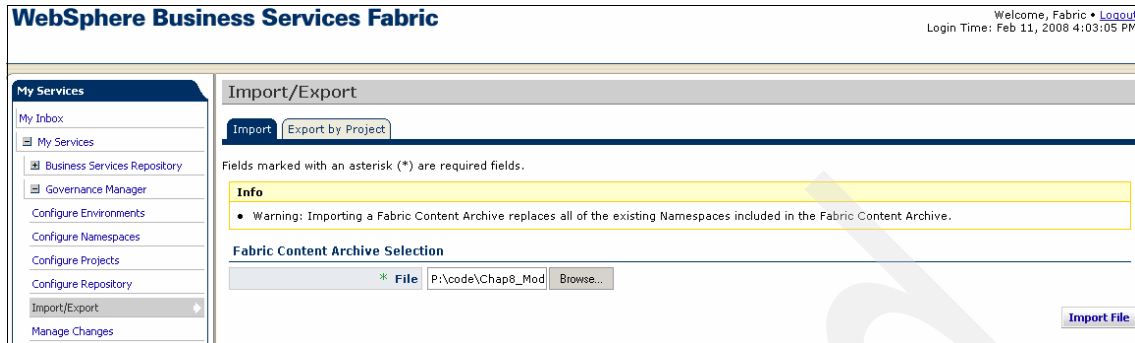 WebSphere Business Services Fabric
Welcome, Fabric • Logout
Login Time: Feb 11, 2008 4:03:05 PM
My Services
My Inbox
My Services
Business Services Repository
Governance Manager
Configure Environments
Configure Namespaces
Configure Projects
Configure Repository
Import/Export
Manage Changes
Import/Export
Import
Export by Project
Fields marked with an asterisk (*) are required fields.
Info
• Warning: Importing a Fabric Content Archive replaces all of the existing Namespaces included in the Fabric Content Archive.
Fabric Content Archive Selection
* File P:\code\Chap8_Mod Browse...
Import File